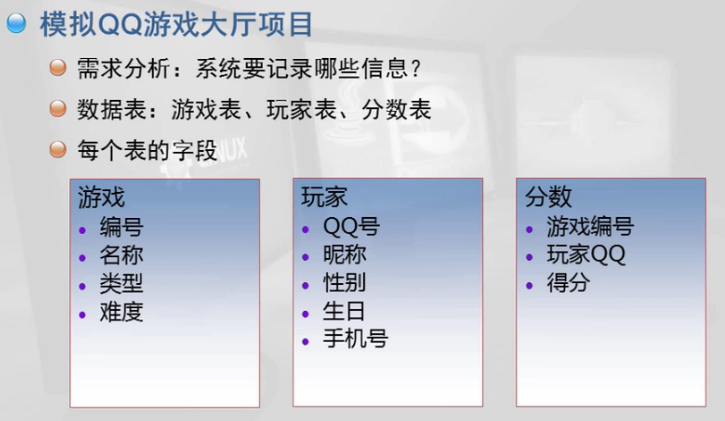 模拟QQ游戏大厅项目
需求分析：系统要记录哪些信息？
数据表：游戏表、玩家表、分数表
每个表的字段
游戏
编号
名称
类型
难度
玩家
QQ号
昵称
性别
生日
手机号
分数
游戏编号
玩家QQ
得分